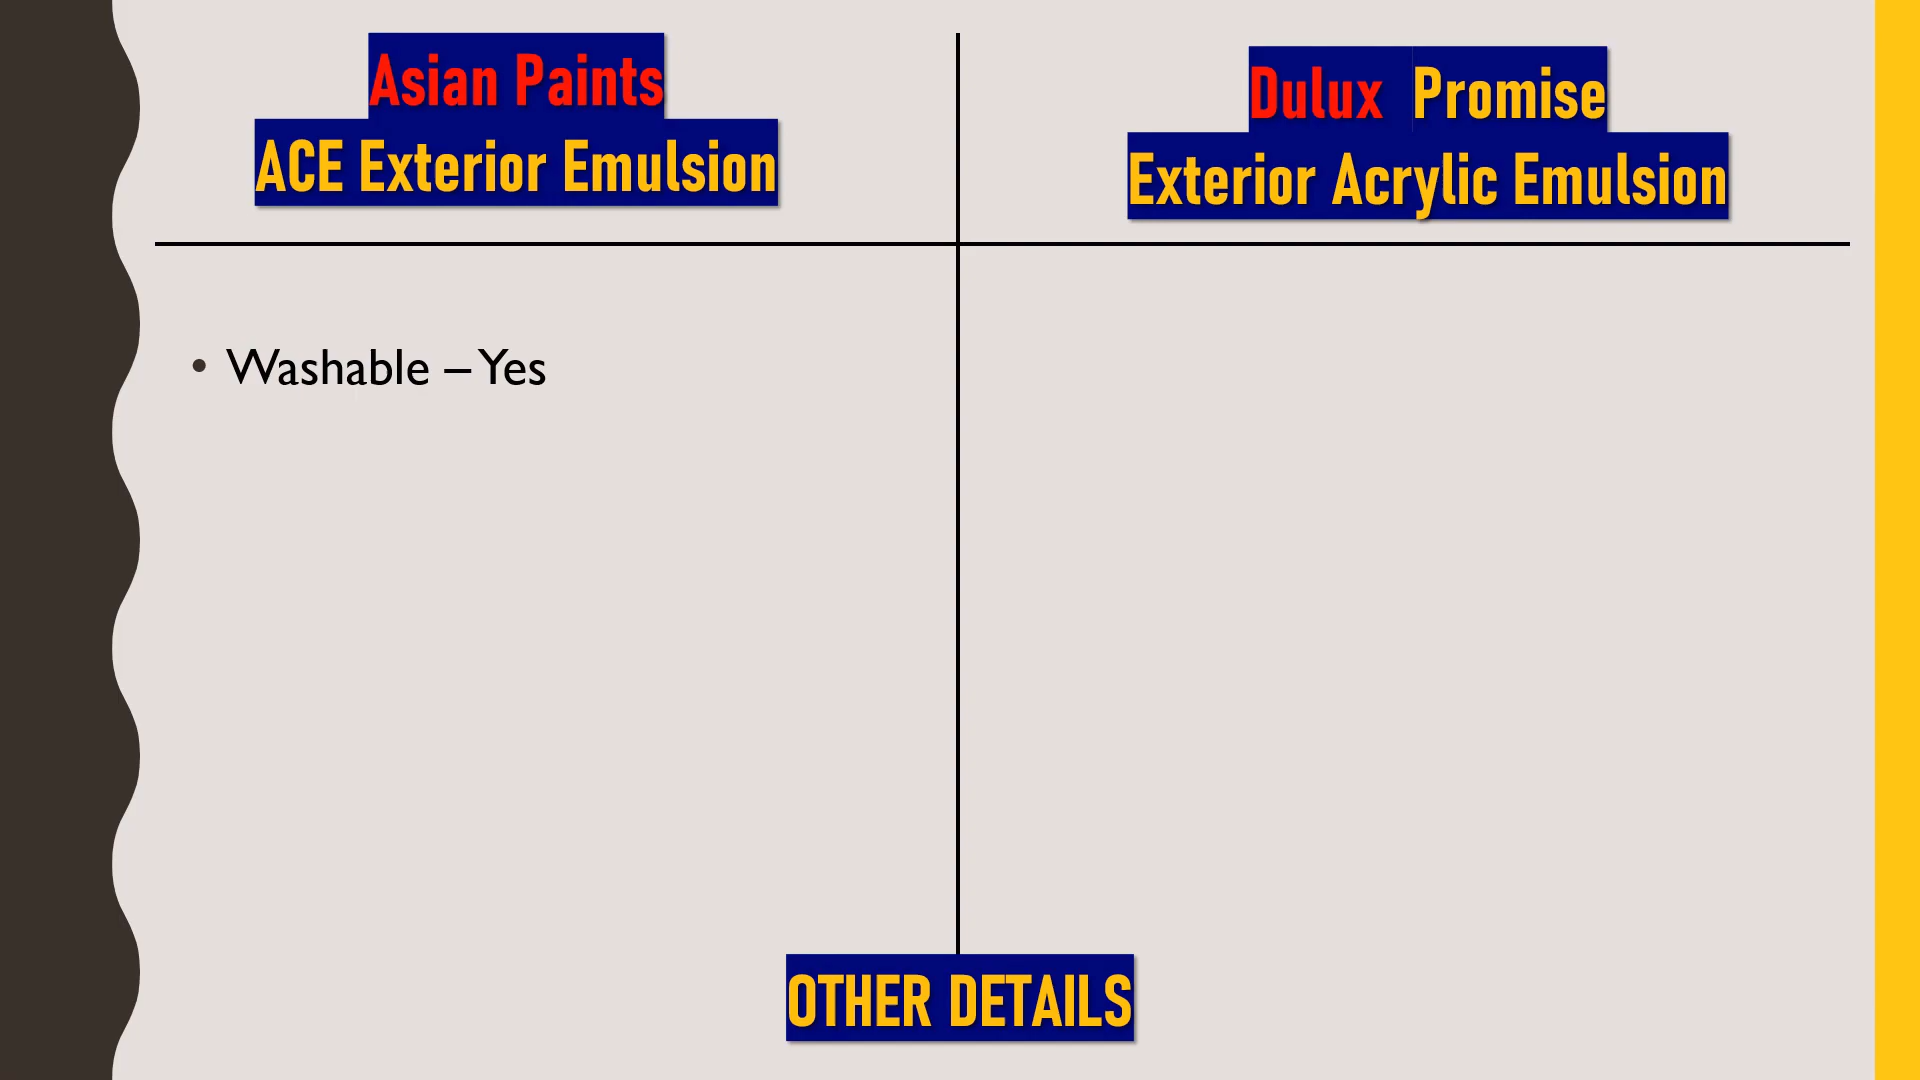 Asian Paints
ACE Exterior Emulsion
Dulux Promise
Exterior Acrylic Emulsion
• Washable – Yes
OTHER DETAILS